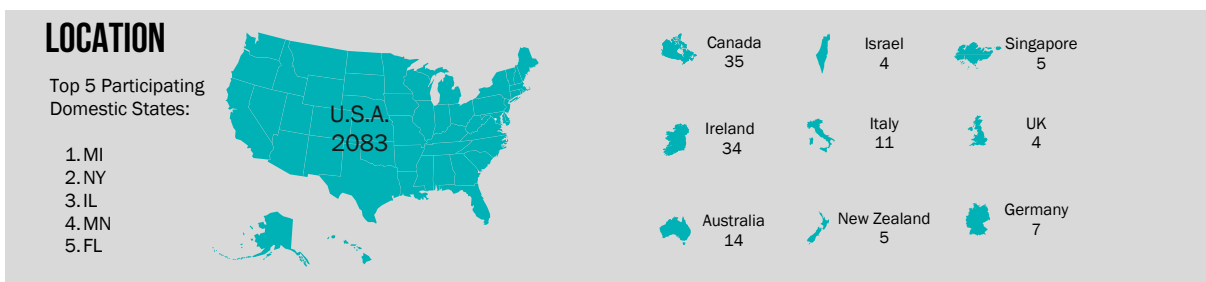 LOCATION
Top 5 Participating
Domestic States:
1. MI
2. NY
3. IL
4. MN
5. FL
U.S.A.
2083
Canada
35
Israel
4
Singapore
5
Ireland
34
Italy
11
UK
4
Australia
14
New Zealand
5
Germany
7